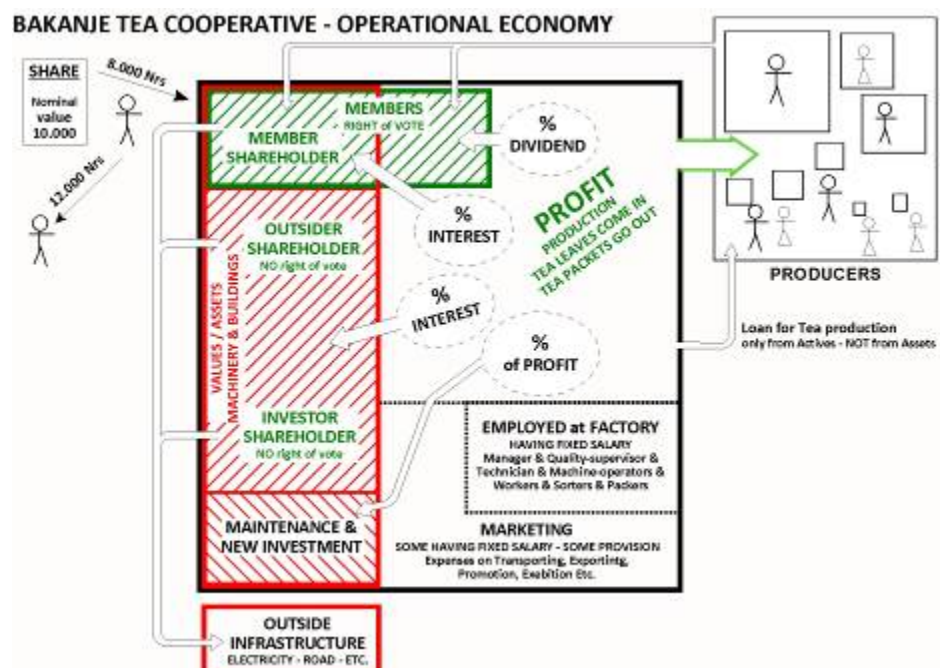 BAKANJE TEA COOPERATIVE - OPERATIONAL ECONOMY
SHARE
Nominal
value
10.000
8.000 Nrs
12.000 Nrs
MEMBERS
RIGHT of VOTE
MEMBER
SHAREHOLDER
%
DIVIDEND
%
INTEREST
PROFIT
PRODUCTION
TEA LEAVES COME IN
TEA PACKETS GO OUT
OUTSIDER
SHAREHOLDER
NO right of vote
VALUES / ASSETS
MACHINERY & BUILDINGS
%
INTEREST
%
of PROFIT
PRODUCERS
Loan for Tea production
only from Actives - NOT from Assets
INVESTOR
SHAREHOLDER
NO right of vote
EMPLOYED at FACTORY
HAVING FIXED SALARY
Manager & Quality-supervisor &
Technician & Machine-operators &
Workers & Sorters & Packers
MAINTENANCE &
NEW INVESTMENT
MARKETING
SOME HAVING FIXED SALARY - SOME PROVISION
Expenses on Transporting, Exportintg,
Promotion, Exabition Etc.
OUTSIDE
INFRASTRUCTURE
ELECTRICITY - ROAD - ETC.